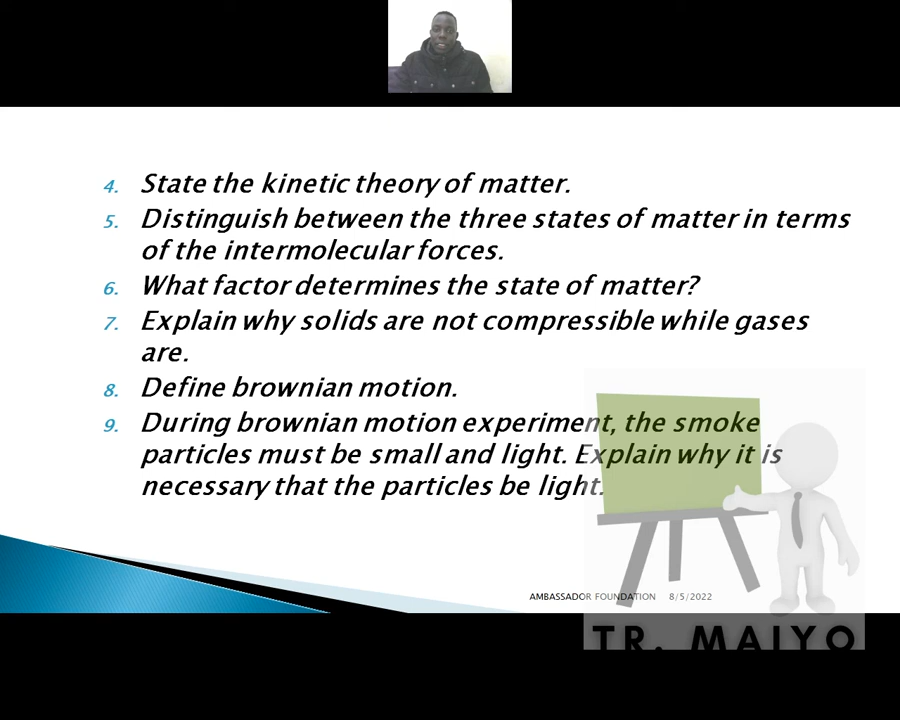 4. State the kinetic theory of matter.
5. Distinguish between the three states of matter in terms
of the intermolecular forces.
6. What factor determines the state of matter?
7. Explain why solids are not compressible while gases
are.
8. Define brownian motion.
9. During brownian motion experiment, the smoke
particles must be small and light. Explain why it is
necessary that the particles be light.
AMBASSADOR FOUNDATION 8/5/2022
TR. MAIYO